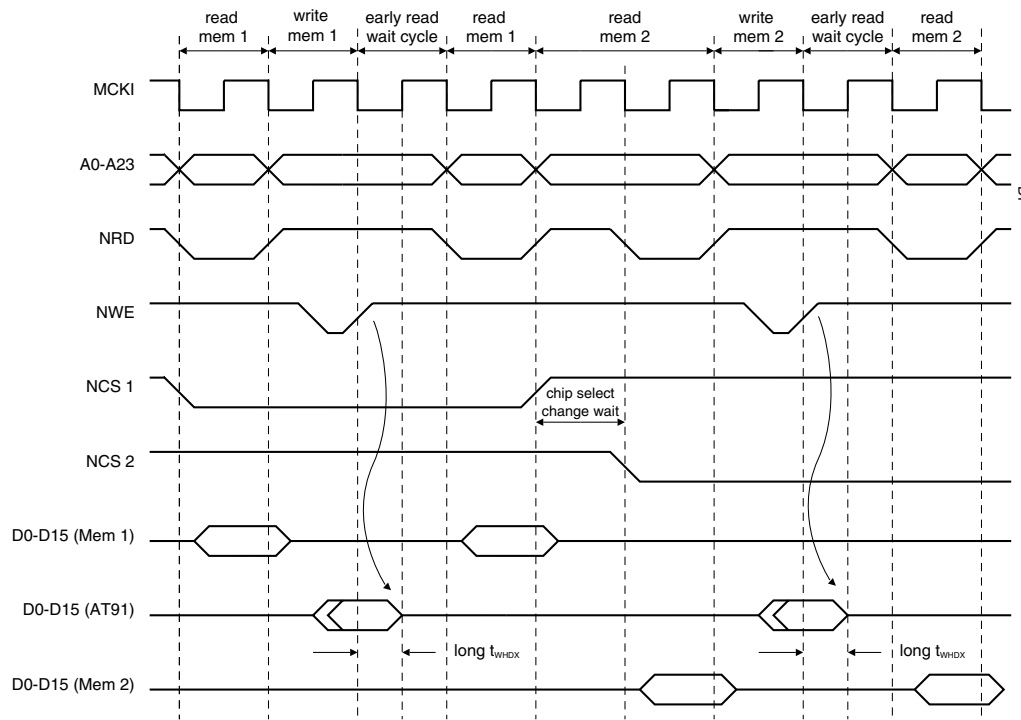 read
mem 1
write
mem 1
early read
wait cycle
read
mem 1
read
mem 2
write
mem 2
early read
wait cycle
read
mem 2
MCKI
A0-A23
NRD
NWE
NCS 1
chip select
change wait
NCS 2
D0-D15 (Mem 1)
D0-D15 (AT91)
long tWHDX
long tWHDX
D0-D15 (Mem 2)